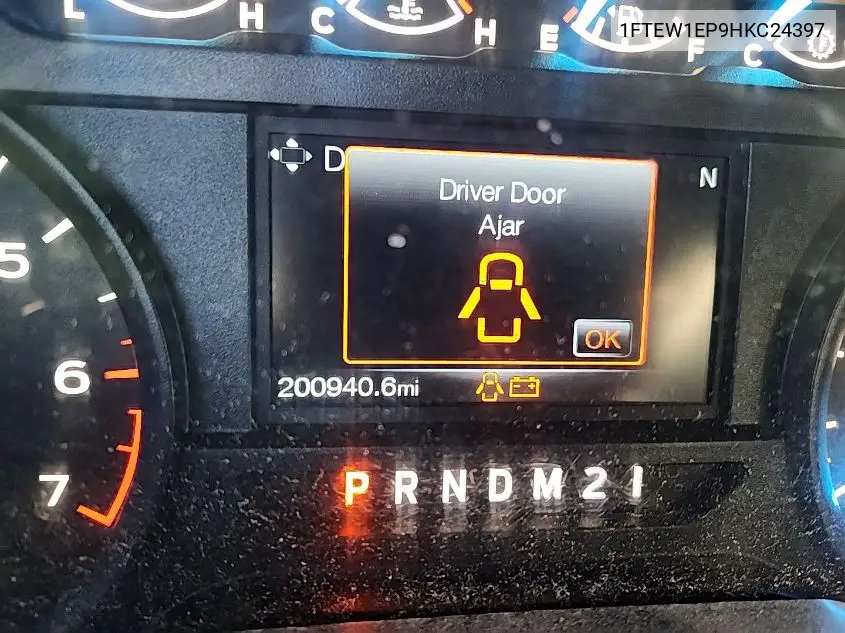 L H C H E F C
1FTEW1EP9HKC24397
D
N
Driver Door
Ajar
OK
200940.6mi
5
6
7
P R N D M 2 1